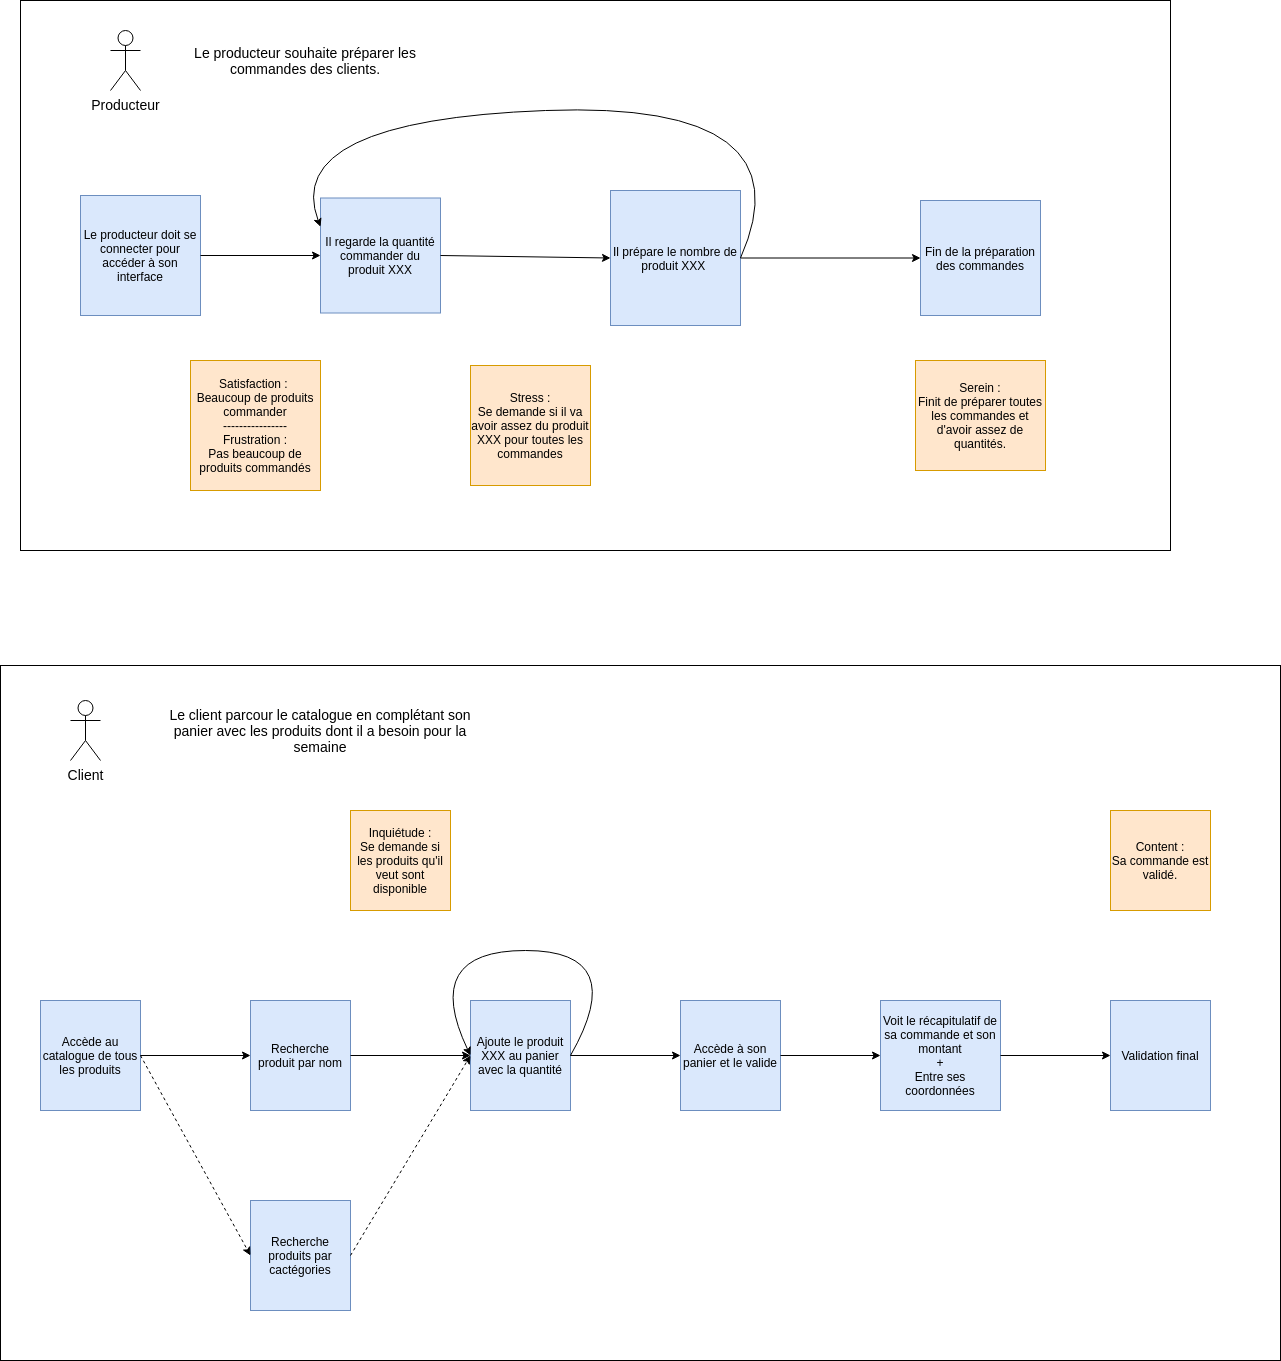 Producteur
Le producteur souhaite préparer les
commandes des clients.
Le producteur doit se
connecter pour
accéder à son
interface
Il regarde la quantité
commander du
produit XXX
Il prépare le nombre de
produit XXX
Fin de la préparation
des commandes
Satisfaction :
Beaucoup de produits
commander
----------------
Frustration :
Pas beaucoup de
produits commandés
Stress :
Se demande si il va
avoir assez du produit
XXX pour toutes les
commandes
Serein :
Finit de préparer toutes
les commandes et
d'avoir assez de
quantités.
Client
Le client parcour le catalogue en complétant son
panier avec les produits dont il a besoin pour la
semaine
Inquiétude :
Se demande si
les produits qu'il
veut sont
disponible
Content :
Sa commande est
validé.
Accède au
catalogue de tous
les produits
Recherche
produit par nom
Ajoute le produit
XXX au panier
avec la quantité
Accède à son
panier et le valide
Voit le récapitulatif de
sa commande et son
montant
+
Entre ses
coordonnées
Validation final
Recherche
produits par
cactégories